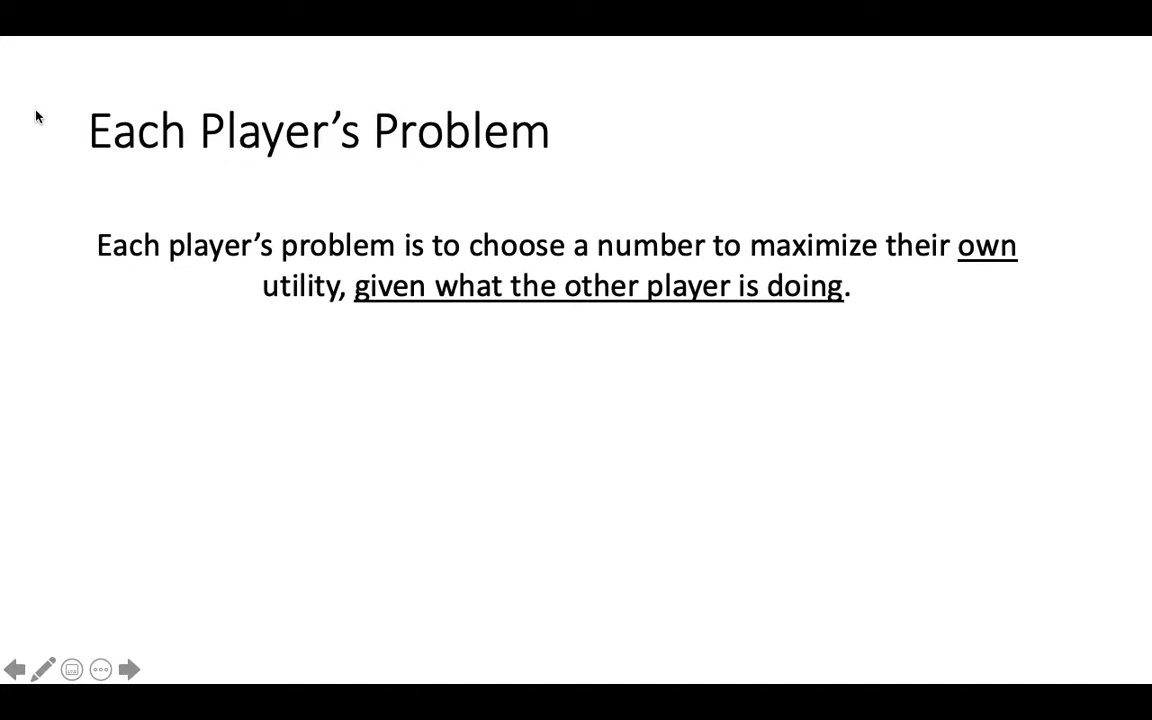 Each Player’s Problem
Each player’s problem is to choose a number to maximize their own
utility, given what the other player is doing.